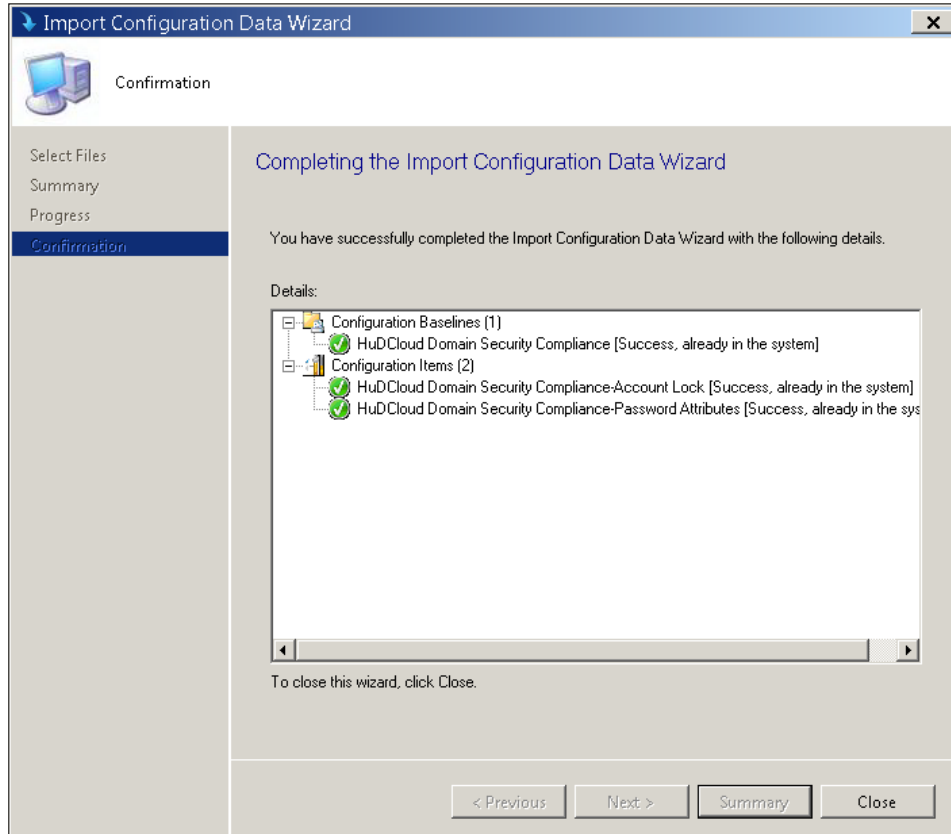 Import Configuration Data Wizard
Confirmation
Select Files
Summary
Progress
Confirmation
Completing the Import Configuration Data Wizard
You have successfully completed the Import Configuration Data Wizard with the following details.
Details:
Configuration Baselines (1)
HuDCloud Domain Security Compliance [Success, already in the system]
Configuration Items (2)
HuDCloud Domain Security Compliance-Account Lock [Success, already in the system]
HuDCloud Domain Security Compliance-Password Attributes [Success, already in the sys
To close this wizard, click Close.
< Previous
Next >
Summary
Close